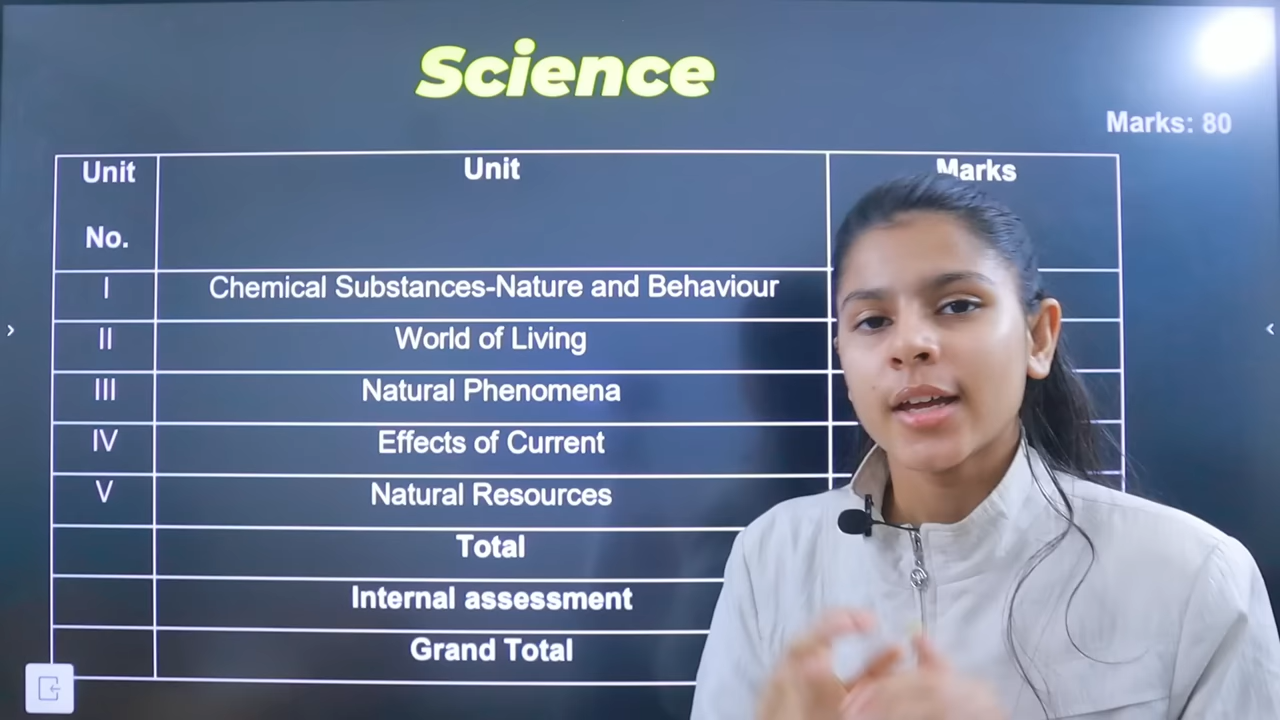 Science
Marks: 80
Unit No.
Unit
Marks
I
Chemical Substances-Nature and Behaviour
II
World of Living
III
Natural Phenomena
IV
Effects of Current
V
Natural Resources
Total
Internal assessment
Grand Total